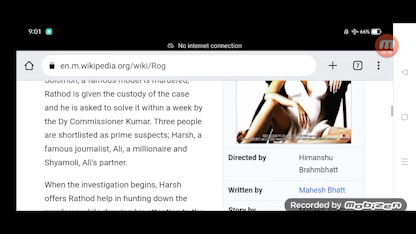 9:01
66%
No internet connection
en.m.wikipedia.org/wiki/Rog
7
Solomon, a famous model is murdered,
Rathod is given the custody of the case
and he is asked to solve it within a week by
the Dy Commissioner Kumar. Three people
are shortlisted as prime suspects; Harsh, a
famous journalist, Ali, a millionaire and
Shyamoli, Ali's partner.
When the investigation begins, Harsh
offers Rathod help in hunting down the
Directed by Himanshu
Brahmbhatt
Written by Mahesh Bhatt
Story by
Recorded by Mobizen